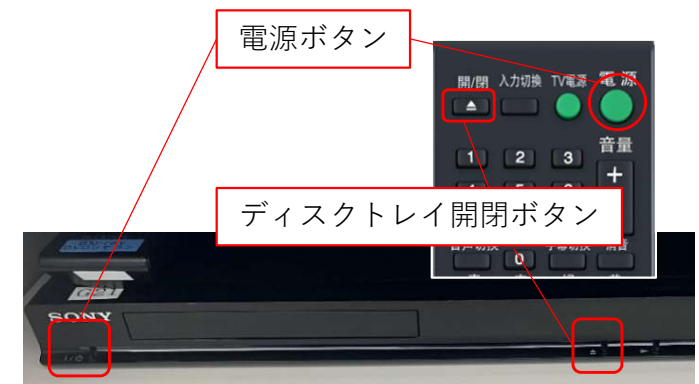 電源ボタン
開/閉 入力切換 TV電源 電源
音量
1 2 3
+
ディスクトレイ開閉ボタン
0
SONY
I/⏻